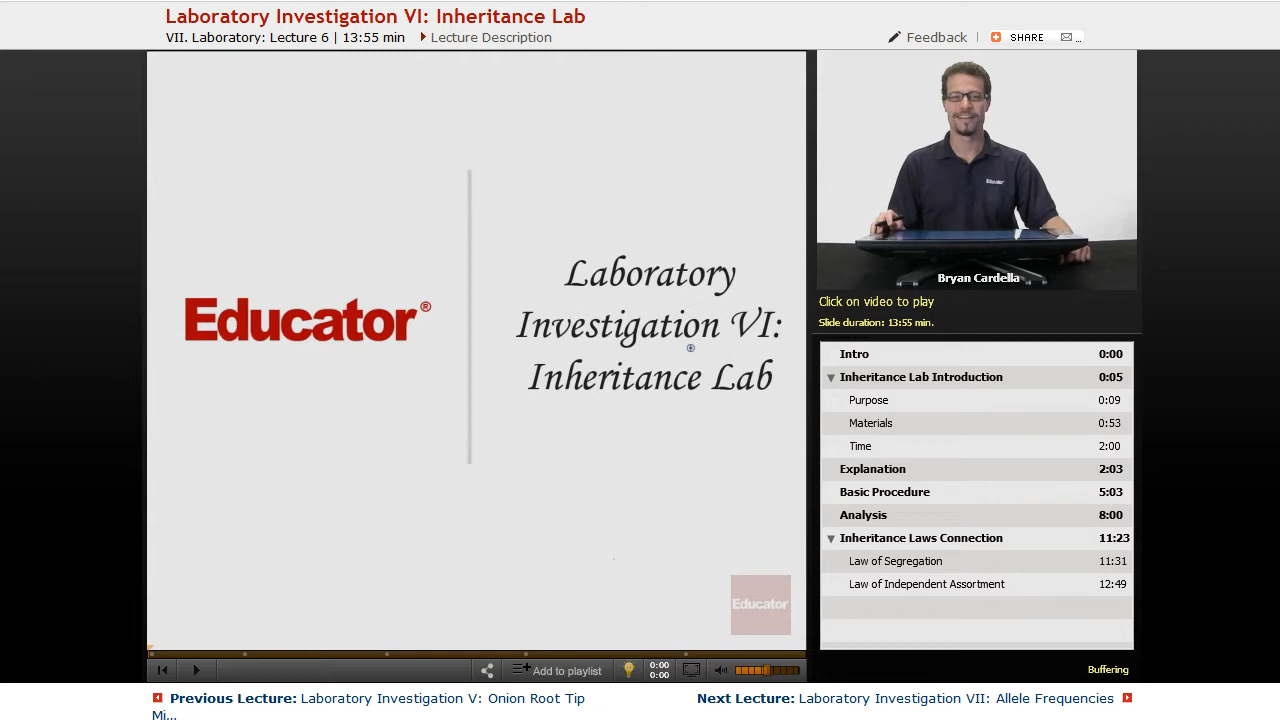 Laboratory Investigation VI: Inheritance Lab
VII. Laboratory: Lecture 6 | 13:55 min
Lecture Description
Feedback
SHARE
...
Educator®
Laboratory
Investigation VI:
Inheritance Lab
Educator
Educator
Bryan Cardella
Click on video to play
Slide duration: 13:55 min.
Intro 0:00
Inheritance Lab Introduction 0:05
Purpose 0:09
Materials 0:53
Time 2:00
Explanation 2:03
Basic Procedure 5:03
Analysis 8:00
Inheritance Laws Connection 11:23
Law of Segregation 11:31
Law of Independent Assortment 12:49
Add to playlist
0:00
0:00
Buffering
Previous Lecture: Laboratory Investigation V: Onion Root Tip
Mi...
Next Lecture: Laboratory Investigation VII: Allele Frequencies